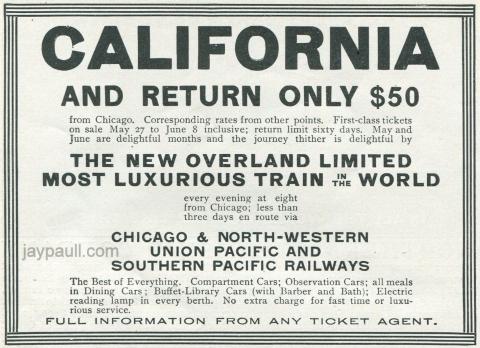 CALIFORNIA
AND RETURN ONLY $50
from Chicago. Corresponding rates from other points. First-class tickets
on sale May 27 to June 8 inclusive; return limit sixty days. May and
June are delightful months and the journey thither is delightful by
THE NEW OVERLAND LIMITED
MOST LUXURIOUS TRAIN IN THE WORLD
every evening at eight
from Chicago; less than
three days en route via
CHICAGO & NORTH-WESTERN
UNION PACIFIC AND
SOUTHERN PACIFIC RAILWAYS
jaypaull.com
The Best of Everything. Compartment Cars; Observation Cars; all meals
in Dining Cars; Buffet-Library Cars (with Barber and Bath); Electric
reading lamp in every berth. No extra charge for fast time or luxu-
rious service.
FULL INFORMATION FROM ANY TICKET AGENT.